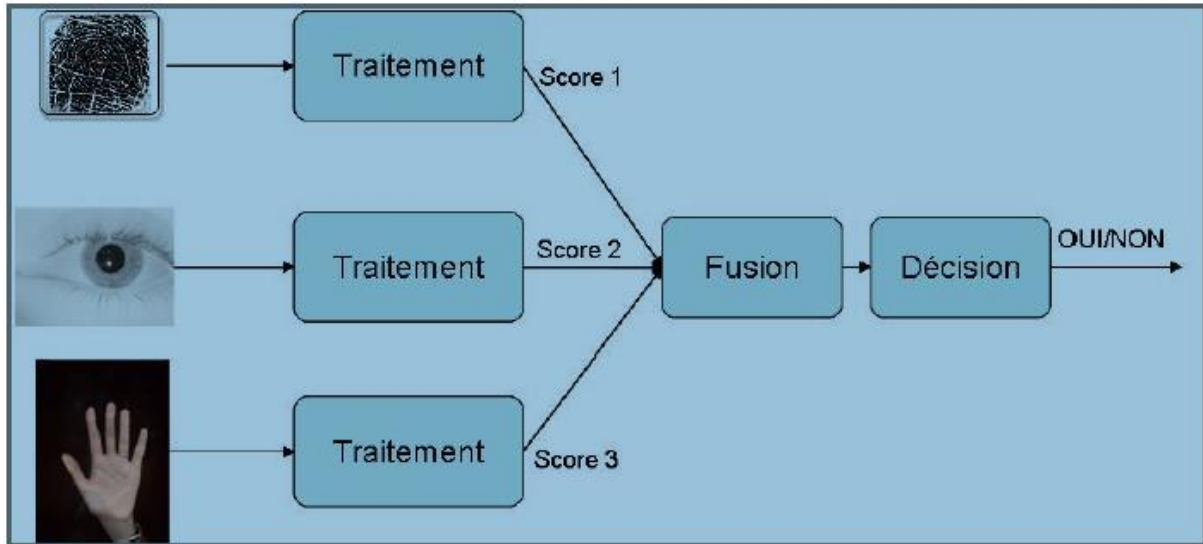 Traitement
Score 1
Traitement
Score 2
Fusion
Décision
OUI/NON
Traitement
Score 3